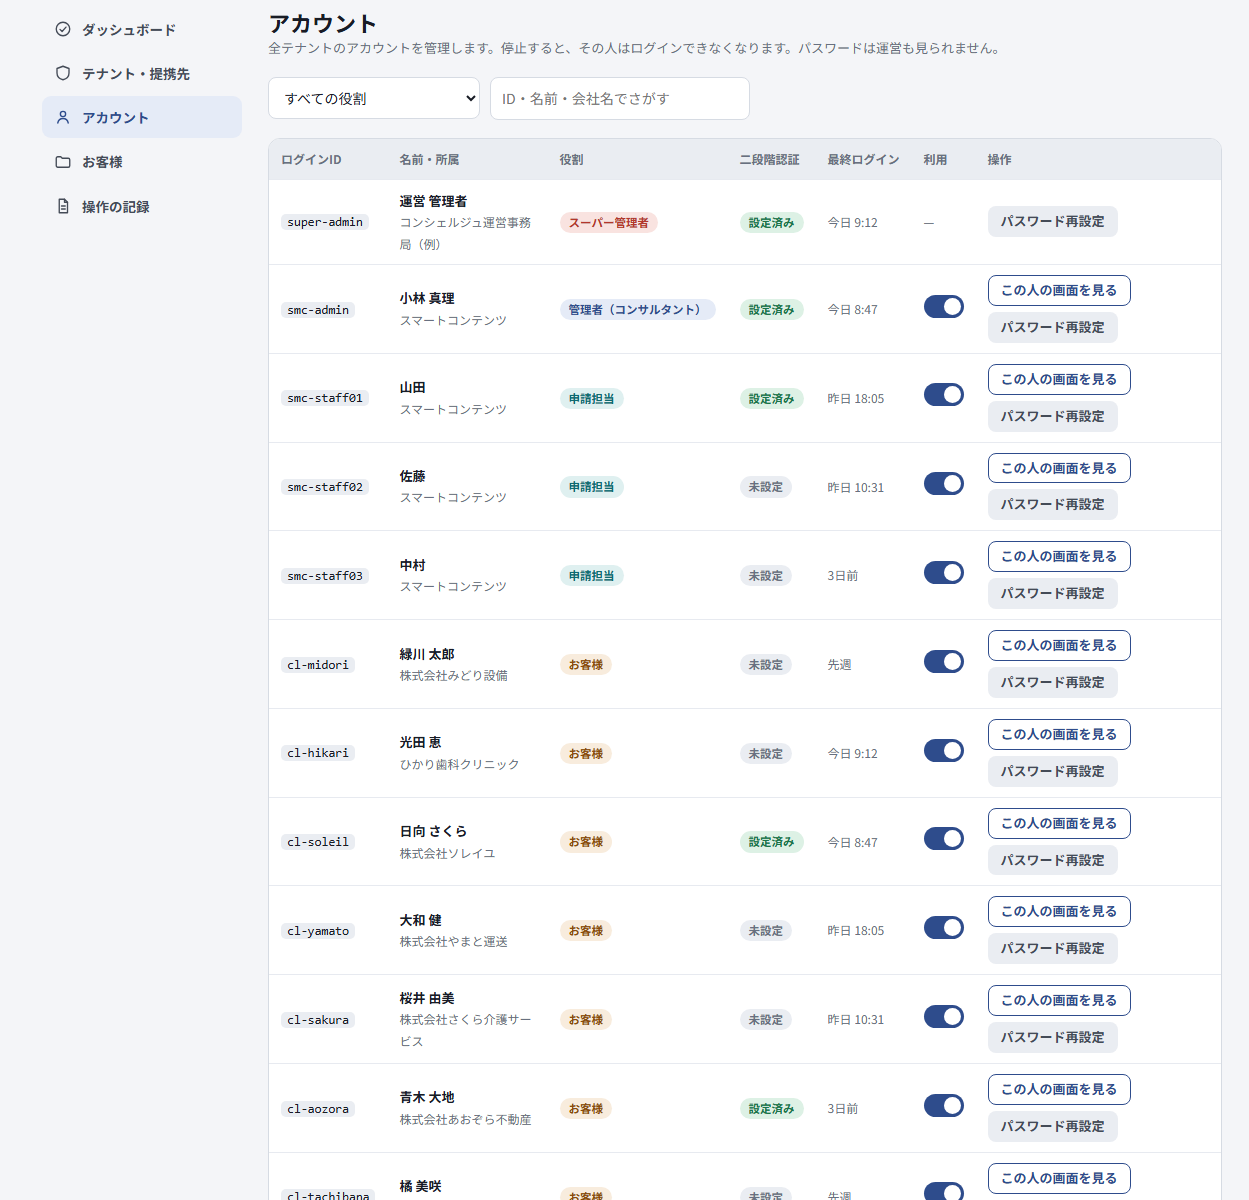 ダッシュボード
テナント・提携先
アカウント
お客様
操作の記録
アカウント
全テナントのアカウントを管理します。停止すると、その人はログインできなくなります。パスワードは運営も見られません。
すべての役割
ID・名前・会社名でさがす
ログインID 名前・所属 役割 二段階認証 最終ログイン 利用 操作
super-admin 運営 管理者 スーパー管理者 設定済み 今日 9:12 — パスワード再設定
コンシェルジュ運営事務
局（例）
smc-admin 小林 真理 管理者（コンサルタント） 設定済み 今日 8:47 この人の画面を見る
スマートコンテンツ パスワード再設定
smc-staff01 山田 申請担当 設定済み 昨日 18:05 この人の画面を見る
スマートコンテンツ パスワード再設定
smc-staff02 佐藤 申請担当 未設定 昨日 10:31 この人の画面を見る
スマートコンテンツ パスワード再設定
smc-staff03 中村 申請担当 未設定 3日前 この人の画面を見る
スマートコンテンツ パスワード再設定
cl-midori 緑川 太郎 お客様 未設定 先週 この人の画面を見る
株式会社みどり設備 パスワード再設定
cl-hikari 光田 恵 お客様 未設定 今日 9:12 この人の画面を見る
ひかり歯科クリニック パスワード再設定
cl-soleil 日向 さくら お客様 設定済み 今日 8:47 この人の画面を見る
株式会社ソレイユ パスワード再設定
cl-yamato 大和 健 お客様 未設定 昨日 18:05 この人の画面を見る
株式会社やまと運送 パスワード再設定
cl-sakura 桜井 由美 お客様 未設定 昨日 10:31 この人の画面を見る
株式会社さくら介護サー パスワード再設定
ビス
cl-aozora 青木 大地 お客様 設定済み 3日前 この人の画面を見る
株式会社あおぞら不動産 パスワード再設定
cl-tachibana 橘 美咲 お客様 未設定 先週 この人の画面を見る